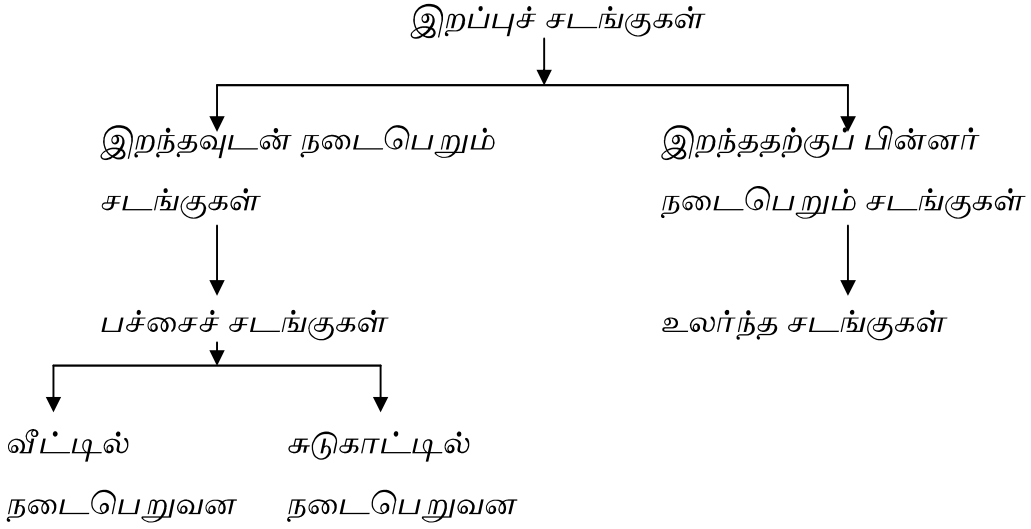 இறப்புச் சடங்குகள்
இறந்தவுடன் நடைபெறும்
சடங்குகள்
இறந்ததற்குப் பின்னர்
நடைபெறும் சடங்குகள்
பச்சைச் சடங்குகள்
உலர்ந்த சடங்குகள்
வீட்டில்
நடைபெறுவன
சுடுகாட்டில்
நடைபெறுவன